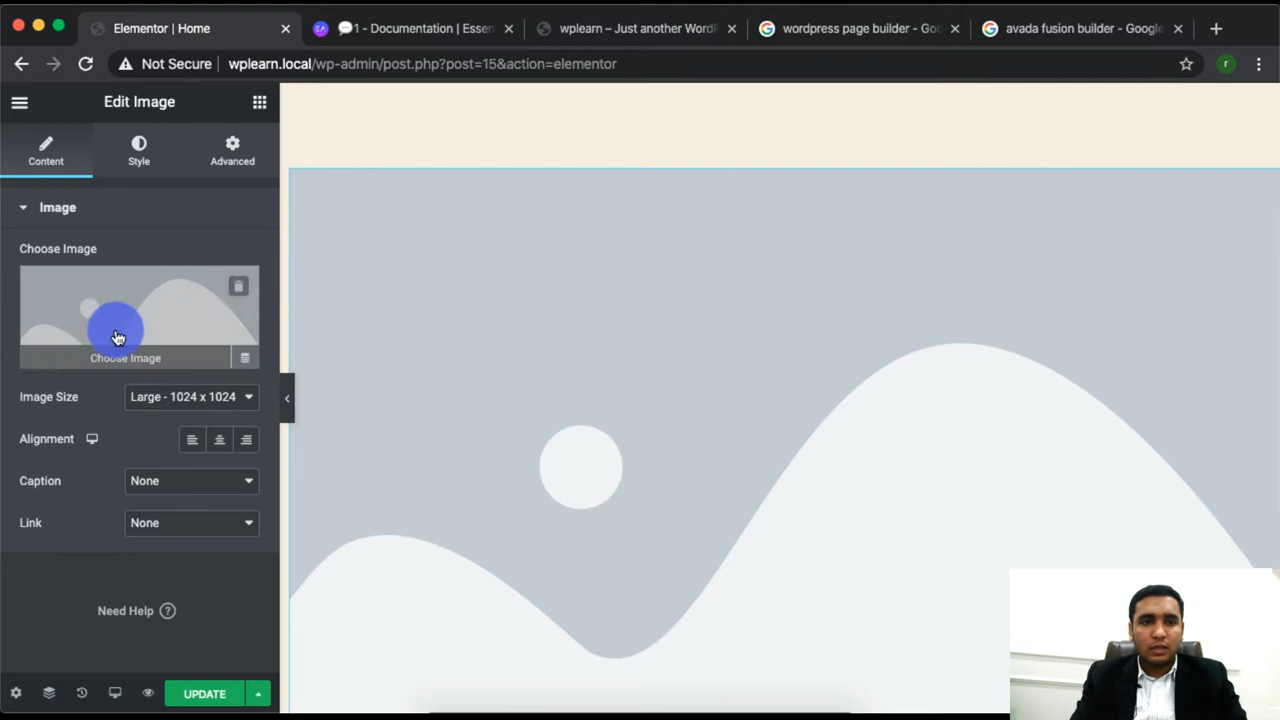 Elementor | Home
1 - Documentation | Essen
wplearn – Just another WordP
wordpress page builder - Goo
avada fusion builder - Google
Not Secure
wplearn.local/wp-admin/post.php?post=15&action=elementor
r
Edit Image
Content
Style
Advanced
Image
Choose Image
Choose Image
Image Size
Large - 1024 x 1024
Alignment
Caption
None
Link
None
Need Help
UPDATE